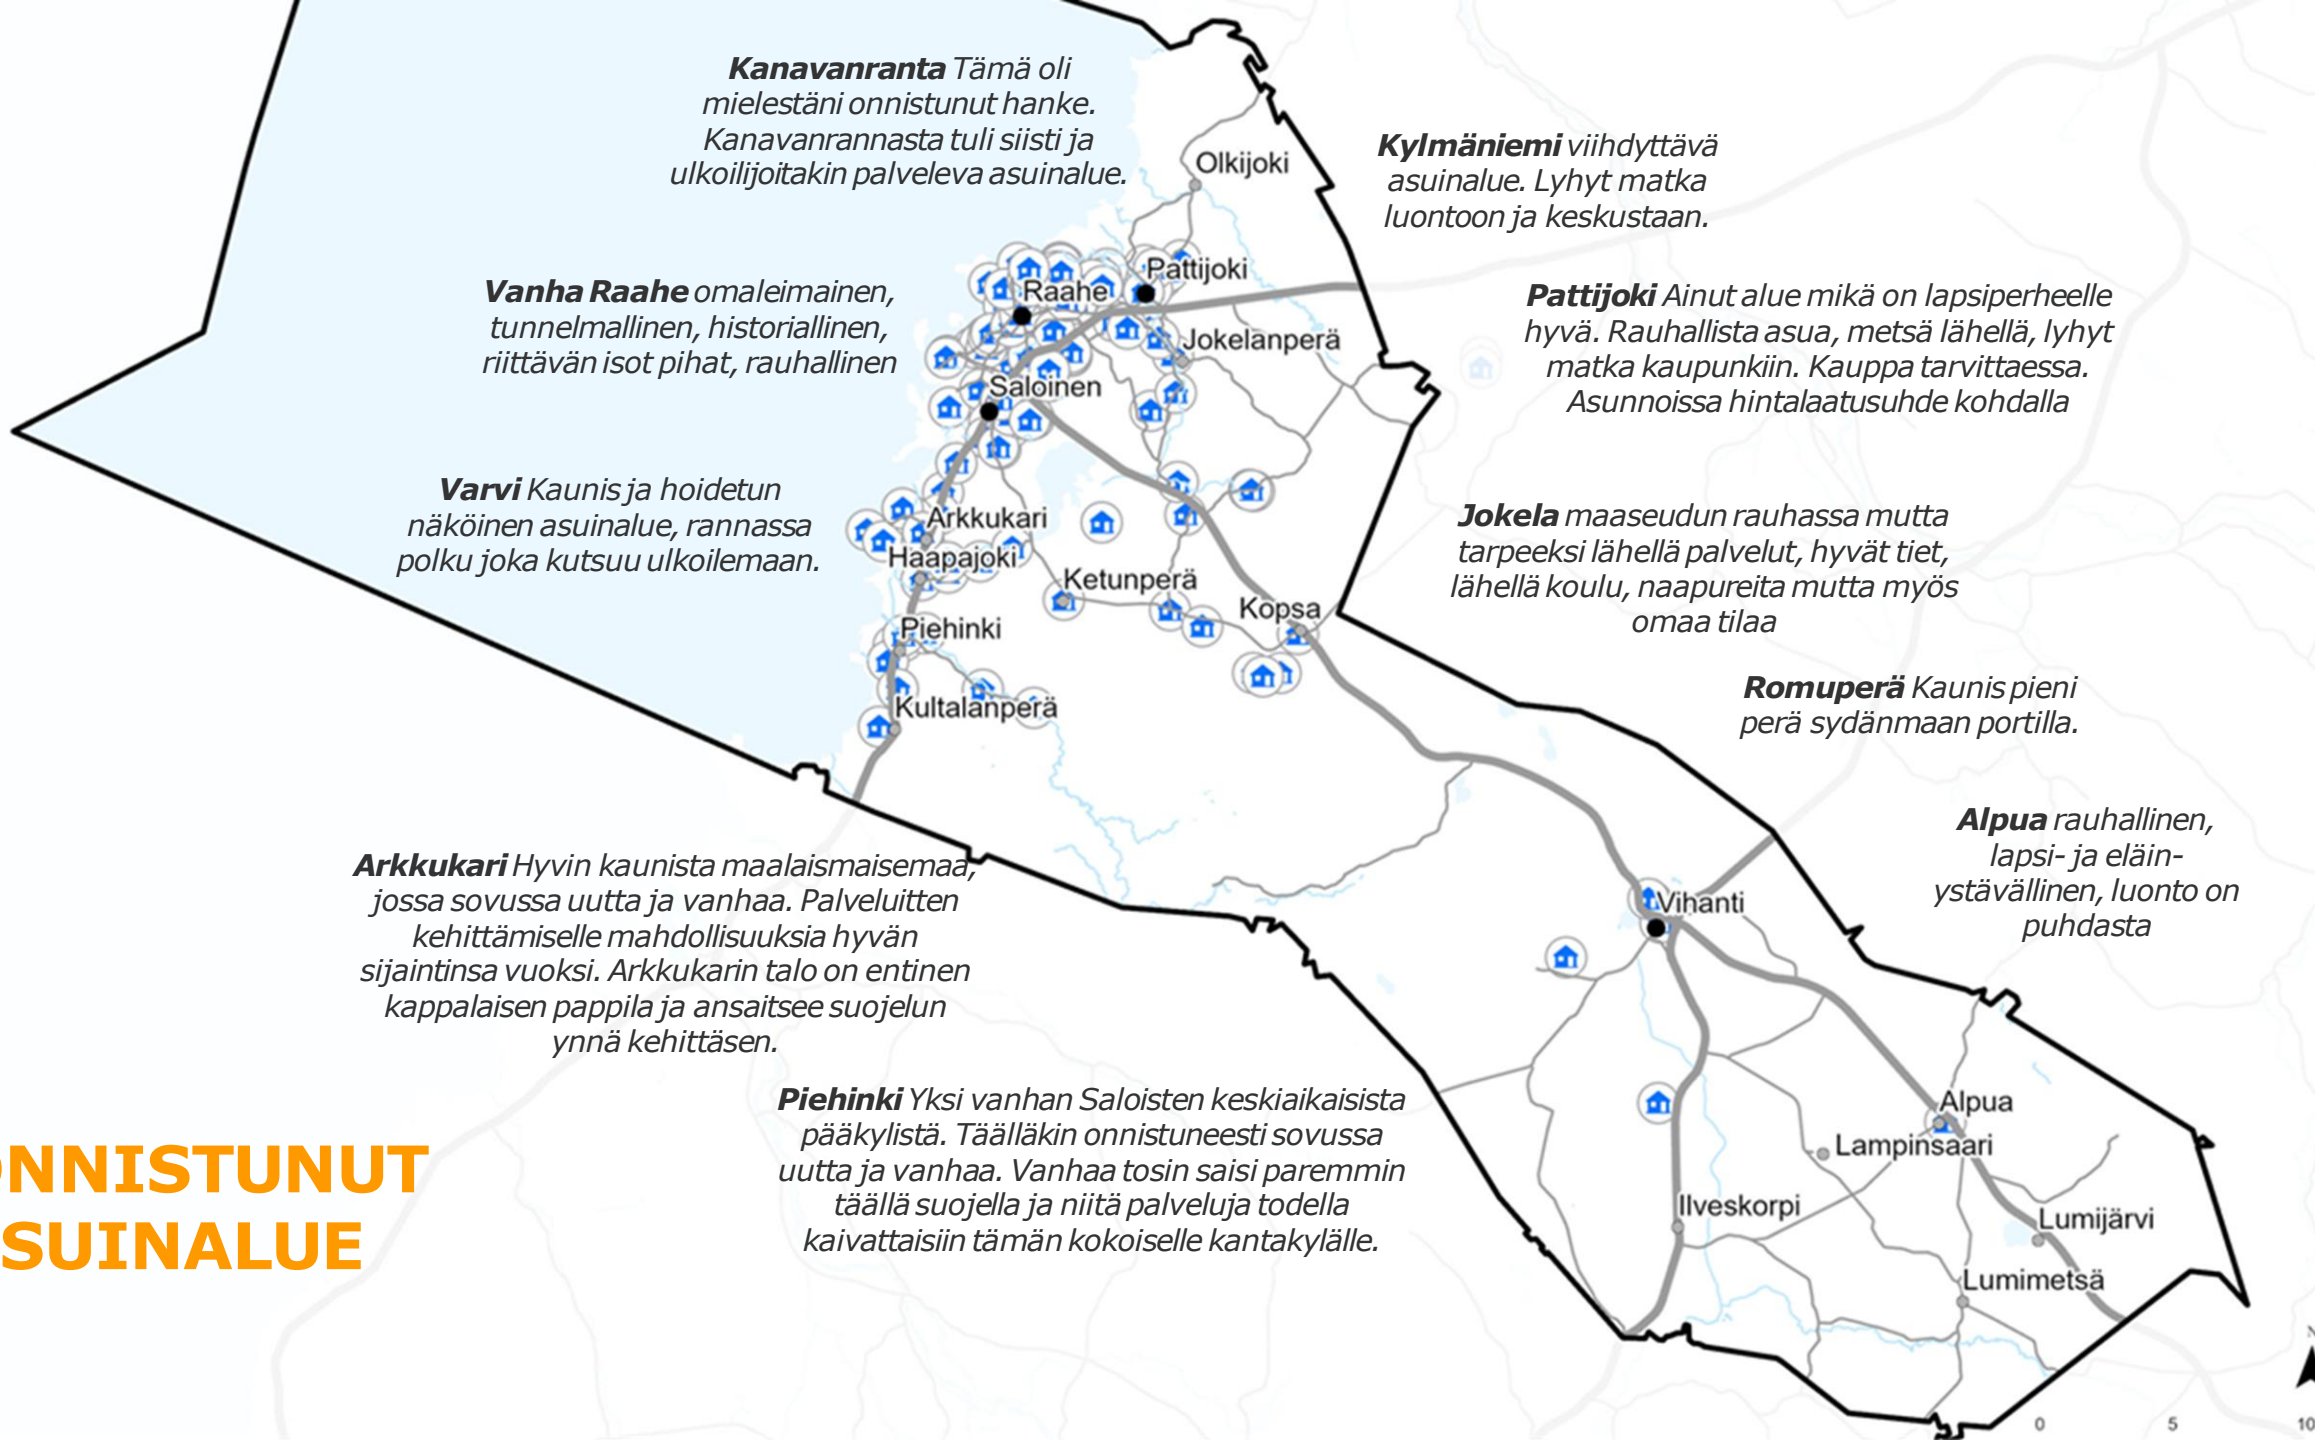 Kanavanranta Tämä oli
mielestäni onnistunut hanke.
Kanavanrannasta tuli siisti ja
ulkoilijoitakin palveleva asuinalue.
Kylmäniemi viihdyttävä
asuinalue. Lyhyt matka
luontoon ja keskustaan.
Olkijoki
Vanha Raahe omaleimainen,
tunnelmallinen, historiallinen,
riittävän isot pihat, rauhallinen
Pattijoki
Raahe
Jokelanperä
Saloinen
Pattijoki Ainut alue mikä on lapsiperheelle
hyvä. Rauhallista asua, metsä lähellä, lyhyt
matka kaupunkiin. Kauppa tarvittaessa.
Asunnoissa hintalaatusuhde kohdalla
Varvi Kaunis ja hoidetun
näköinen asuinalue, rannassa
polku joka kutsuu ulkoilemaan.
Arkkukari
Haapajoki
Ketunperä
Kopsa
Piehinki
Kultalanperä
Jokela maaseudun rauhassa mutta
tarpeeksi lähellä palvelut, hyvät tiet,
lähellä koulu, naapureita mutta myös
omaa tilaa
Romuperä Kaunis pieni
perä sydänmaan portilla.
Alpua rauhallinen,
lapsi- ja eläin-
ystävällinen, luonto on
puhdasta
Arkkukari Hyvin kaunista maalaismaisemaa,
jossa sovussa uutta ja vanhaa. Palveluitten
kehittämiselle mahdollisuuksia hyvän
sijaintinsa vuoksi. Arkkukarin talo on entinen
kappalaisen pappila ja ansaitsee suojelun
ynnä kehittäsen.
Vihanti
Piehinki Yksi vanhan Saloisten keskiaikaisista
pääkylistä. Täälläkin onnistuneesti sovussa
uutta ja vanhaa. Vanhaa tosin saisi paremmin
täällä suojella ja niitä palveluja todella
kaivattaisiin tämän kokoiselle kantakylälle.
Alpua
Lampinsaari
Ilveskorpi
Lumijärvi
Lumimetsä
ONNISTUNUT
SUINALUE
0 5 10